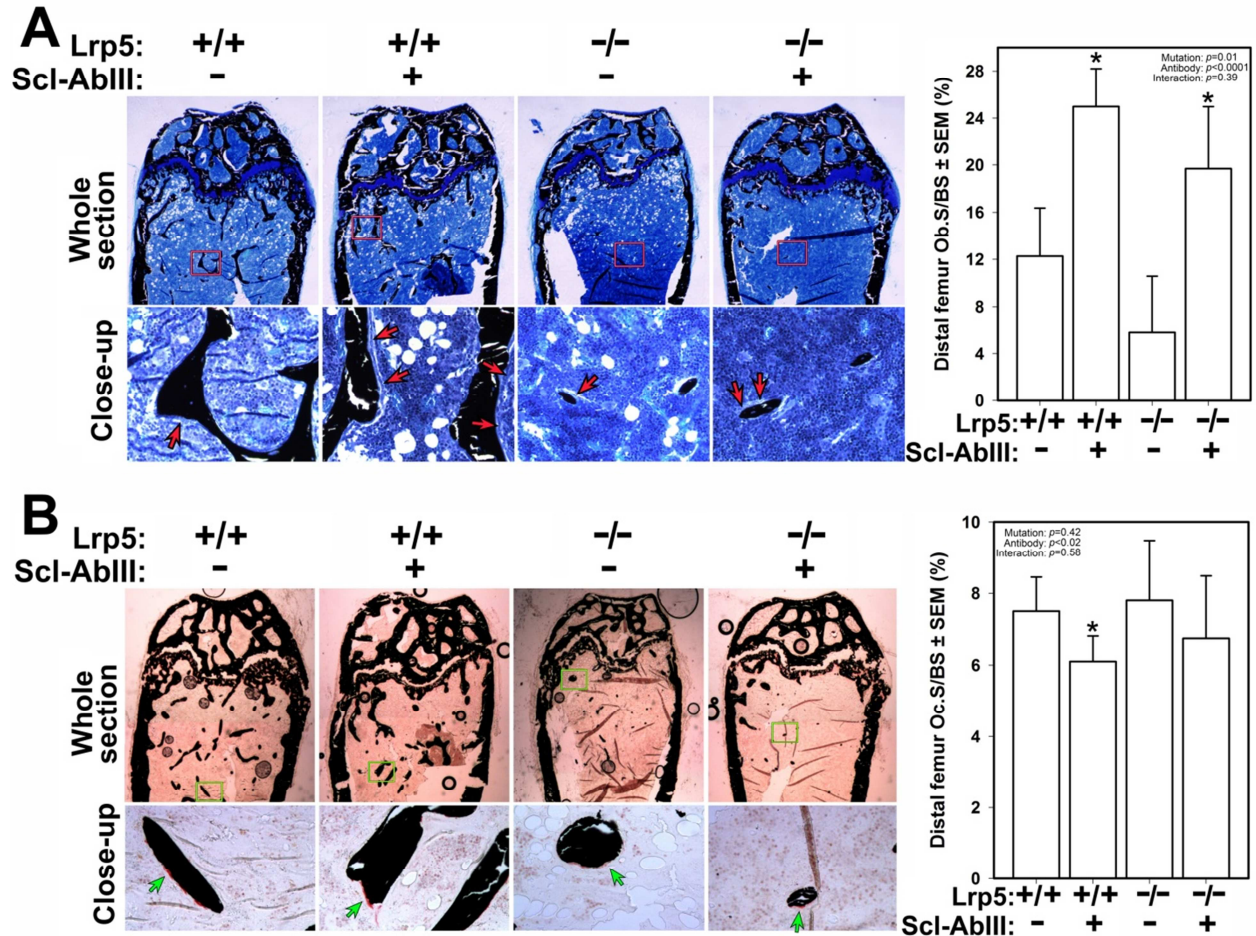 A
Lrp5: +/+ +/+ −/− −/−
Scl-AbIII: − + − +
Whole
section
Close-up
Distal femur Ob.S/BS ± SEM (%)
28
24
20
16
12
8
4
0
Mutation: p=0.01
Antibody: p<0.0001
Interaction: p=0.39
*
*
Lrp5: +/+ +/+ −/− −/−
Scl-AbIII: − + − +
B
Lrp5: +/+ +/+ −/− −/−
Scl-AbIII: − + − +
Whole
section
Close-up
Distal femur Oc.S/BS ± SEM (%)
10
8
6
4
2
0
Mutation: p=0.42
Antibody: p<0.02
Interaction: p=0.58
*
Lrp5: +/+ +/+ −/− −/−
Scl-AbIII: − + − +